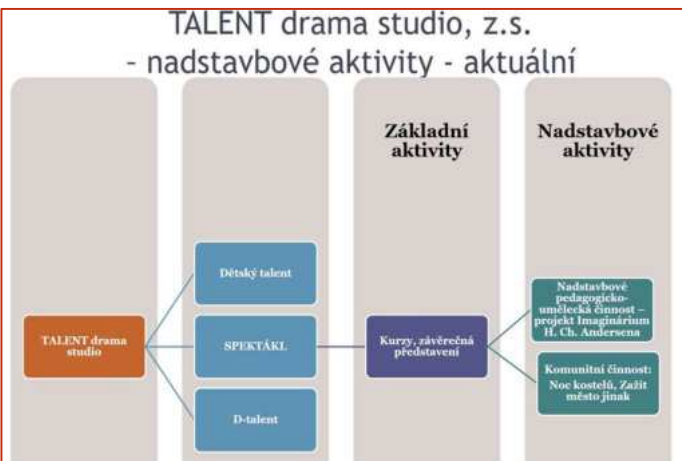 TALENT drama studio, z.s.
– nadstavbové aktivity - aktuální
Základní
aktivity
Nadstavbové
aktivity
Dětský talent
TALENT drama
studio
SPEKTÁKL
D-talent
Kurzy, závěrečná
představení
Nadstavbové
pedagogicko-
umělecká činnost –
projekt Imaginárium
H. Ch. Andersena
Komunitní činnost:
Noc kostelů, Zažít
město jinak